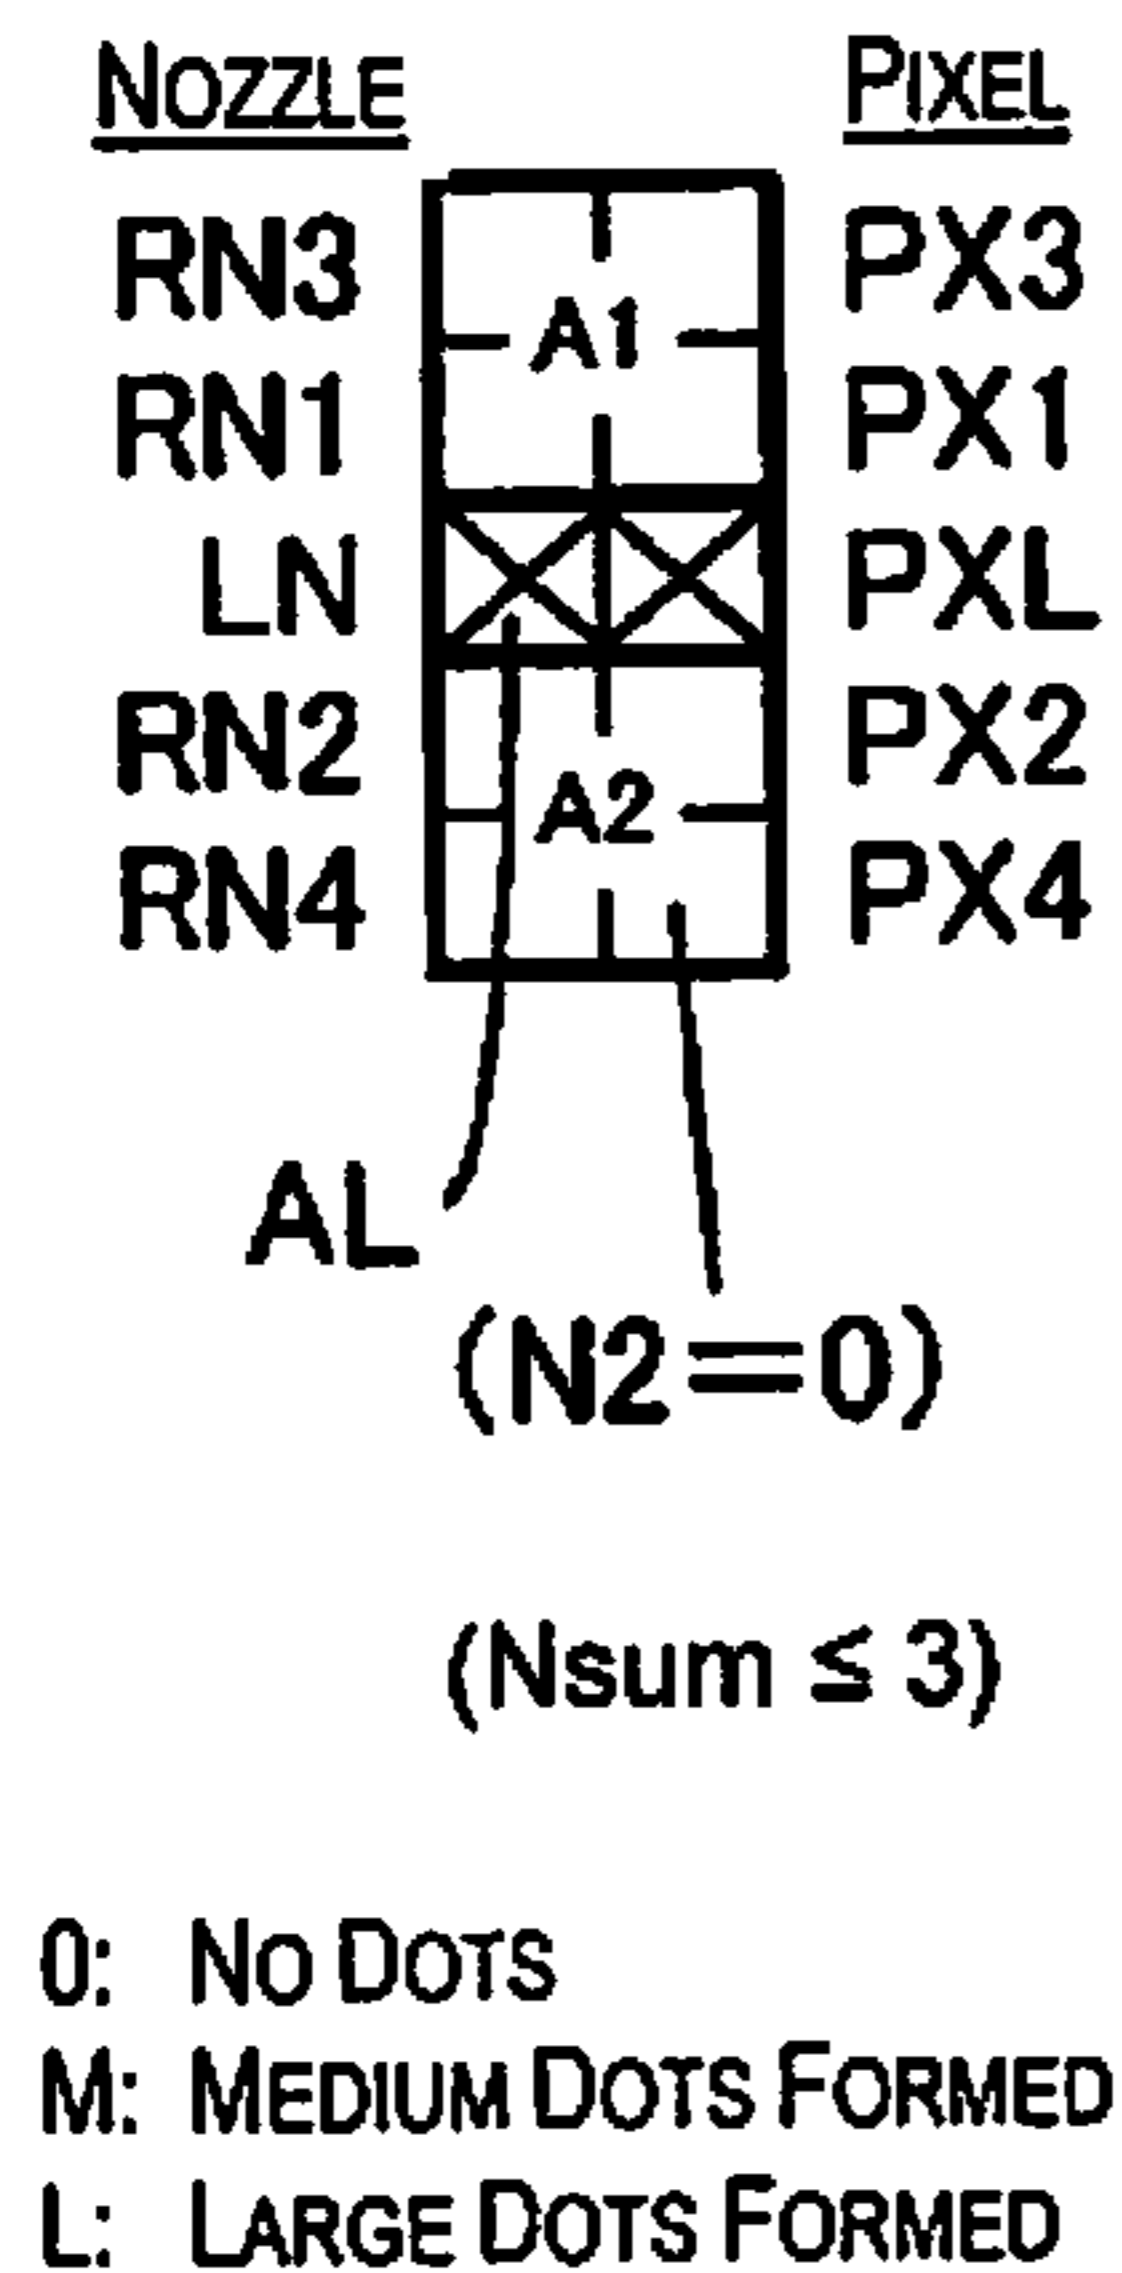 NOZZLE PIXEL
RN3 PX3
A1
RN1 PX1
LN PXL
RN2 PX2
A2
RN4 PX4
AL
(N2=0)
(Nsum ≤ 3)
0: NO DOTS
M: MEDIUM DOTS FORMED
L: LARGE DOTS FORMED